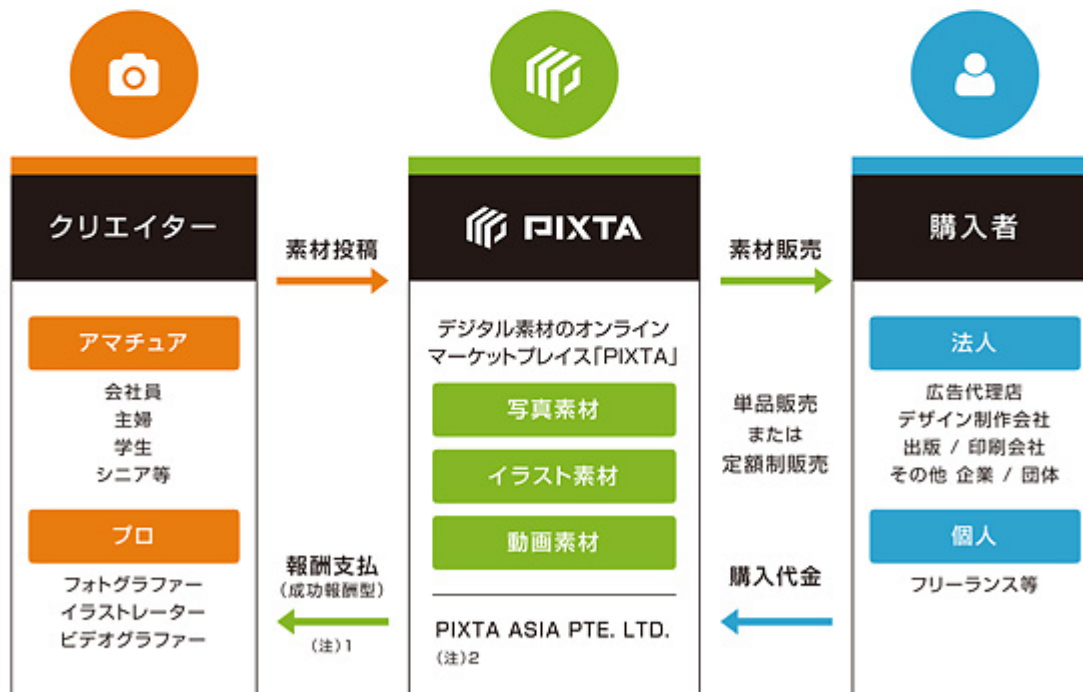 クリエイター
アマチュア
会社員
主婦
学生
シニア等
プロ
フォトグラファー
イラストレーター
ビデオグラファー
素材投稿
報酬支払
(成功報酬型)
(注)1
PIXTA
デジタル素材のオンライン
マーケットプレイス「PIXTA」
写真素材
イラスト素材
動画素材
PIXTA ASIA PTE. LTD.
(注)2
素材販売
単品販売
または
定額制販売
購入代金
購入者
法人
広告代理店
デザイン制作会社
出版 / 印刷会社
その他 企業 / 団体
個人
フリーランス等